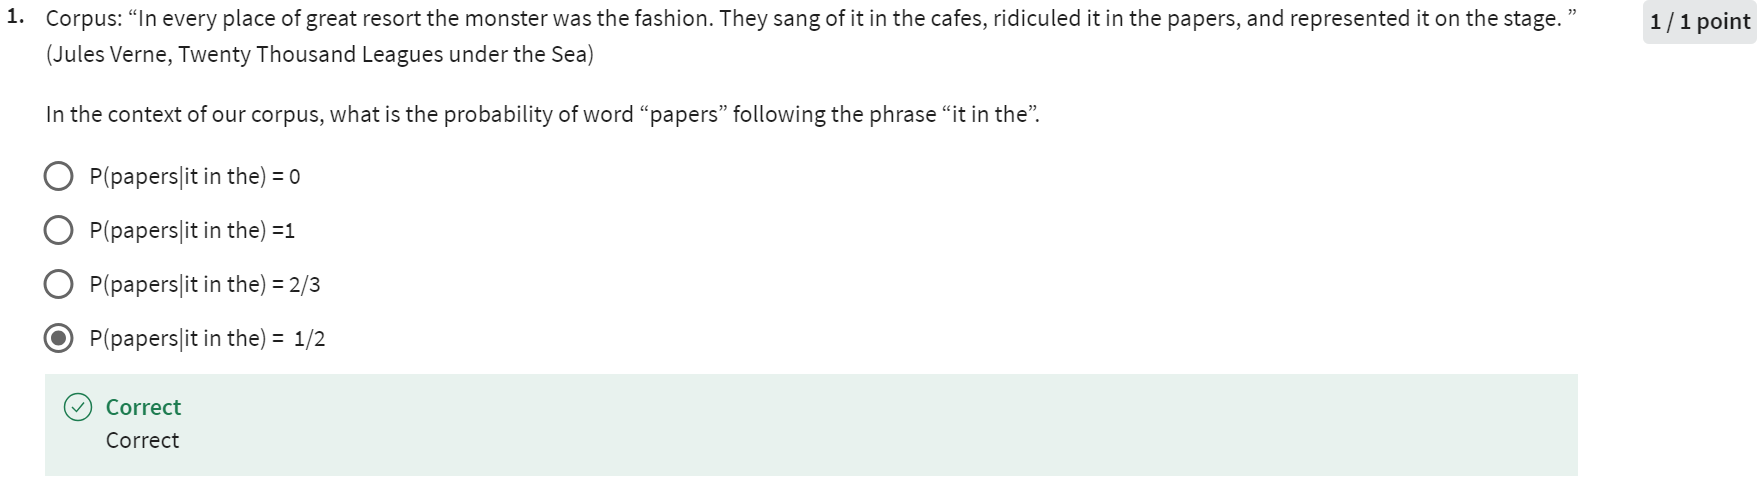 1. Corpus: “In every place of great resort the monster was the fashion. They sang of it in the cafes, ridiculed it in the papers, and represented it on the stage. ” 1 / 1 point
(Jules Verne, Twenty Thousand Leagues under the Sea)
In the context of our corpus, what is the probability of word “papers” following the phrase “it in the”.
P(papers|it in the) = 0
P(papers|it in the) =1
P(papers|it in the) = 2/3
P(papers|it in the) = 1/2
Correct
Correct